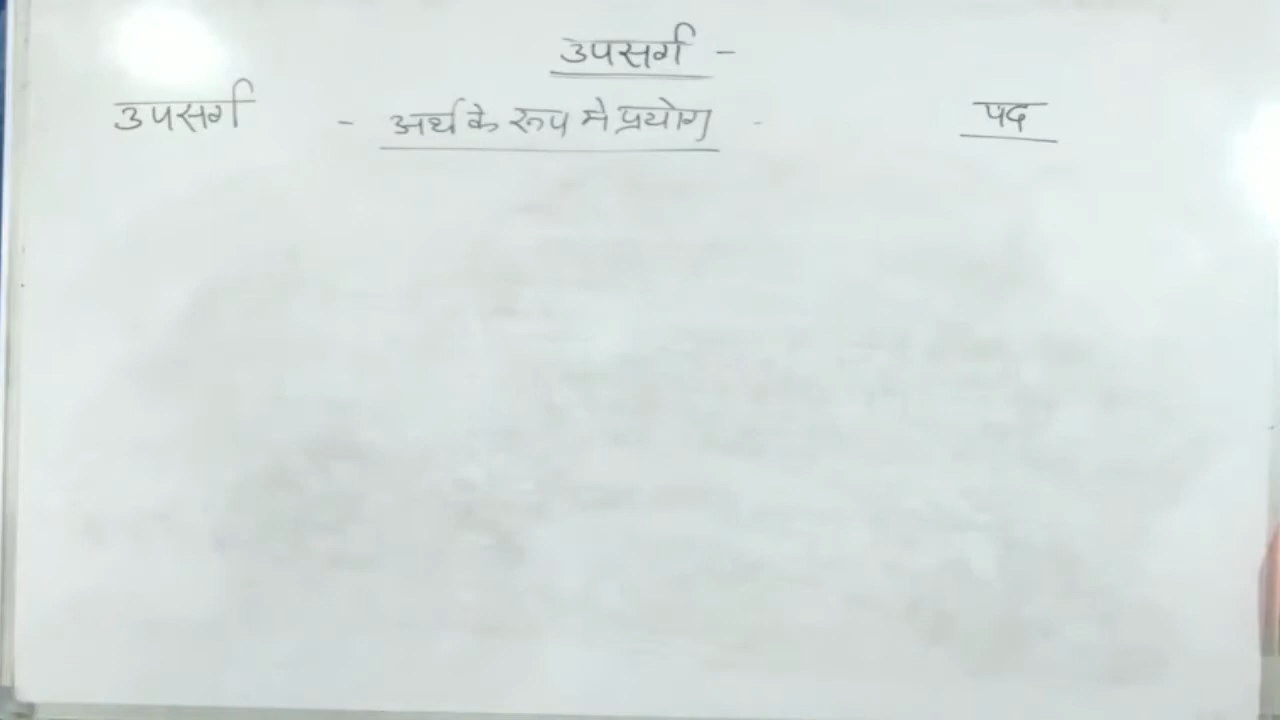 उपसर्ग -
उपसर्ग - अर्थ के रूप मे प्रयोग - पद